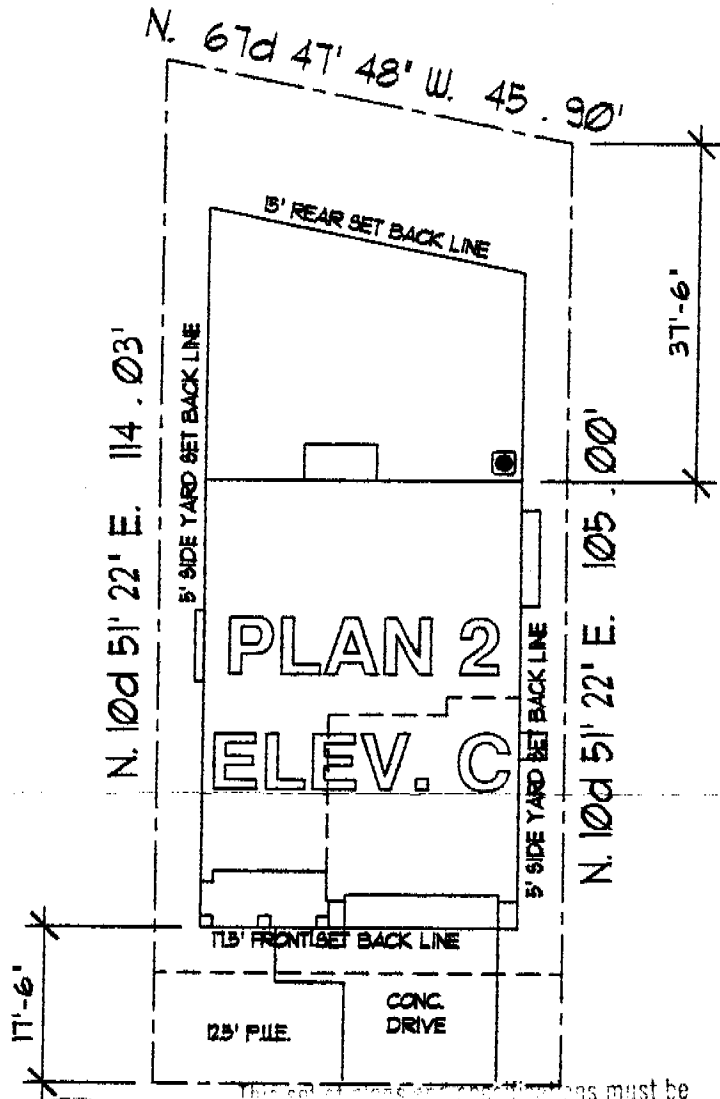 N. 67d 47' 48" W. 45.90'
15' REAR SET BACK LINE
37'-6"
N. 10d 51' 22" E. 114.03'
5' SIDE YARD SET BACK LINE
N. 10d 51' 22" E. 105.00'
PLAN 2
ELEV. C
5' SIDE YARD SET BACK LINE
17.5' FRONT SET BACK LINE
17'-6"
12.5' P.U.E.
CONC.
DRIVE
This set of plans and specifications must be